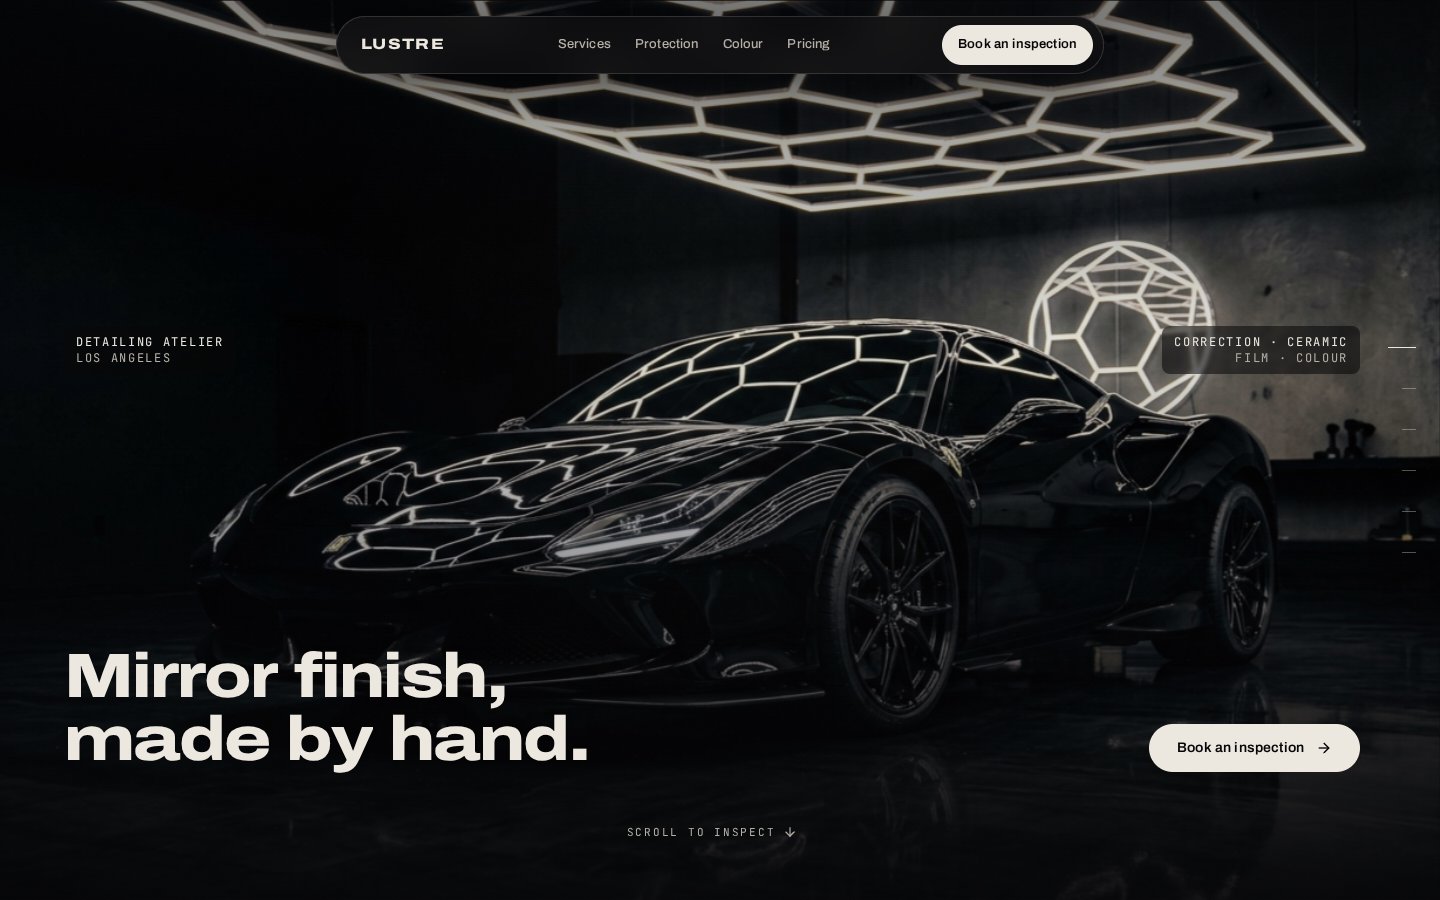 LUSTRE
Services
Protection
Colour
Pricing
Book an inspection
DETAILING ATELIER
LOS ANGELES
CORRECTION · CERAMIC
FILM · COLOUR
Mirror finish,
made by hand.
Book an inspection
SCROLL TO INSPECT